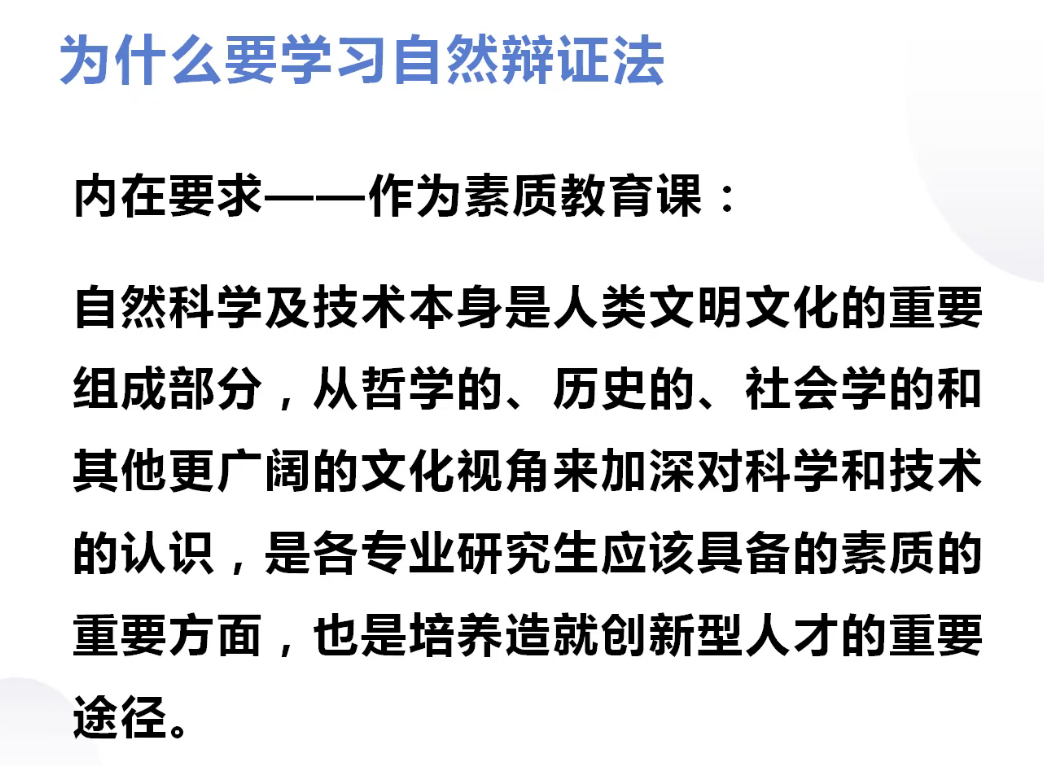 为什么要学习自然辩证法
内在要求——作为素质教育课：
自然科学及技术本身是人类文明文化的重要
组成部分，从哲学的、历史的、社会学的和
其他更广阔的文化视角来加深对科学和技术
的认识，是各专业研究生应该具备的素质的
重要方面，也是培养造就创新型人才的重要
途径。